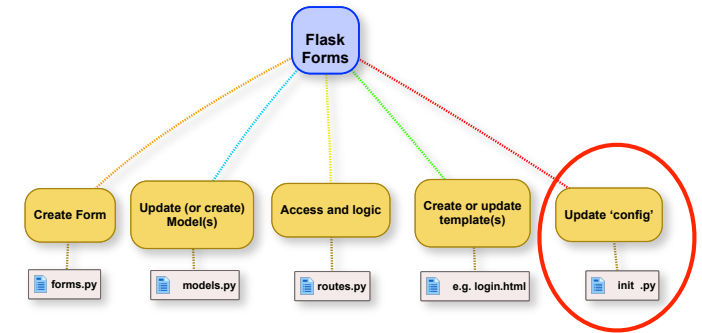 Flask
Forms
Create Form
Update (or create)
Model(s)
Access and logic
Create or update
template(s)
Update ‘config’
forms.py
models.py
routes.py
e.g. login.html
init .py